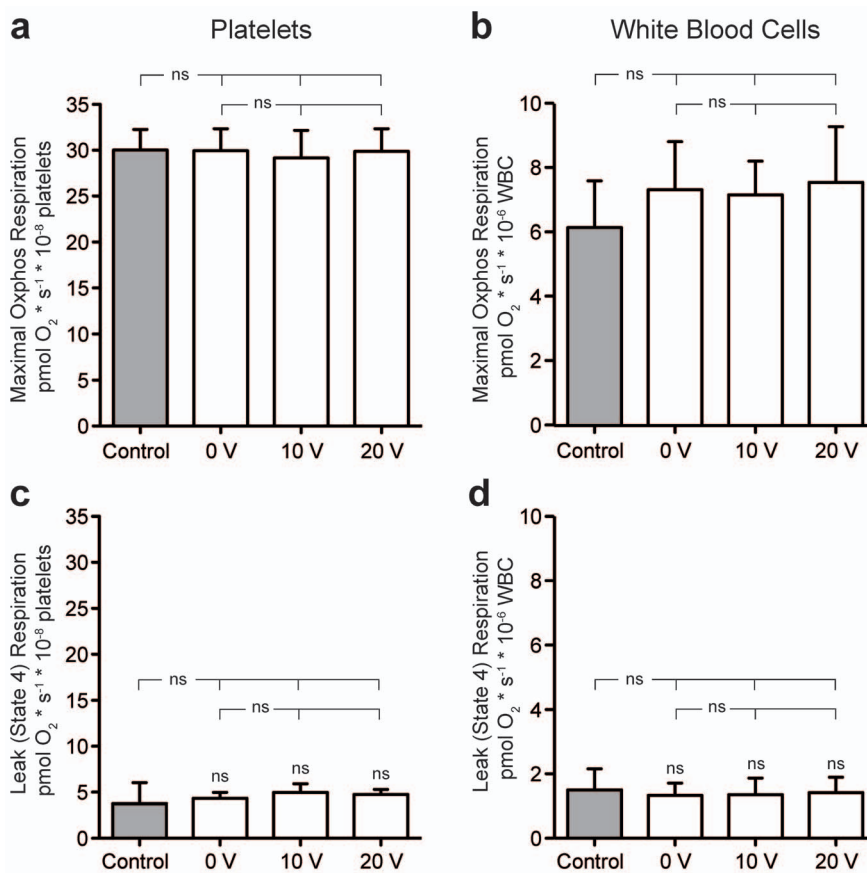 a Platelets
b White Blood Cells
ns
ns
35
30
25
20
15
10
5
0
Maximal Oxphos Respiration
pmol O₂ * s⁻¹ * 10⁻⁸ platelets
Control 0 V 10 V 20 V
ns
ns
10
8
6
4
2
0
Maximal Oxphos Respiration
pmol O₂ * s⁻¹ * 10⁻⁶ WBC
Control 0 V 10 V 20 V
c
35
30
25
20
15
10
5
0
Leak (State 4) Respiration
pmol O₂ * s⁻¹ * 10⁻⁸ platelets
ns
ns
ns ns ns
Control 0 V 10 V 20 V
d
10
8
6
4
2
0
Leak (State 4) Respiration
pmol O₂ * s⁻¹ * 10⁻⁶ WBC
ns
ns
ns ns ns
Control 0 V 10 V 20 V